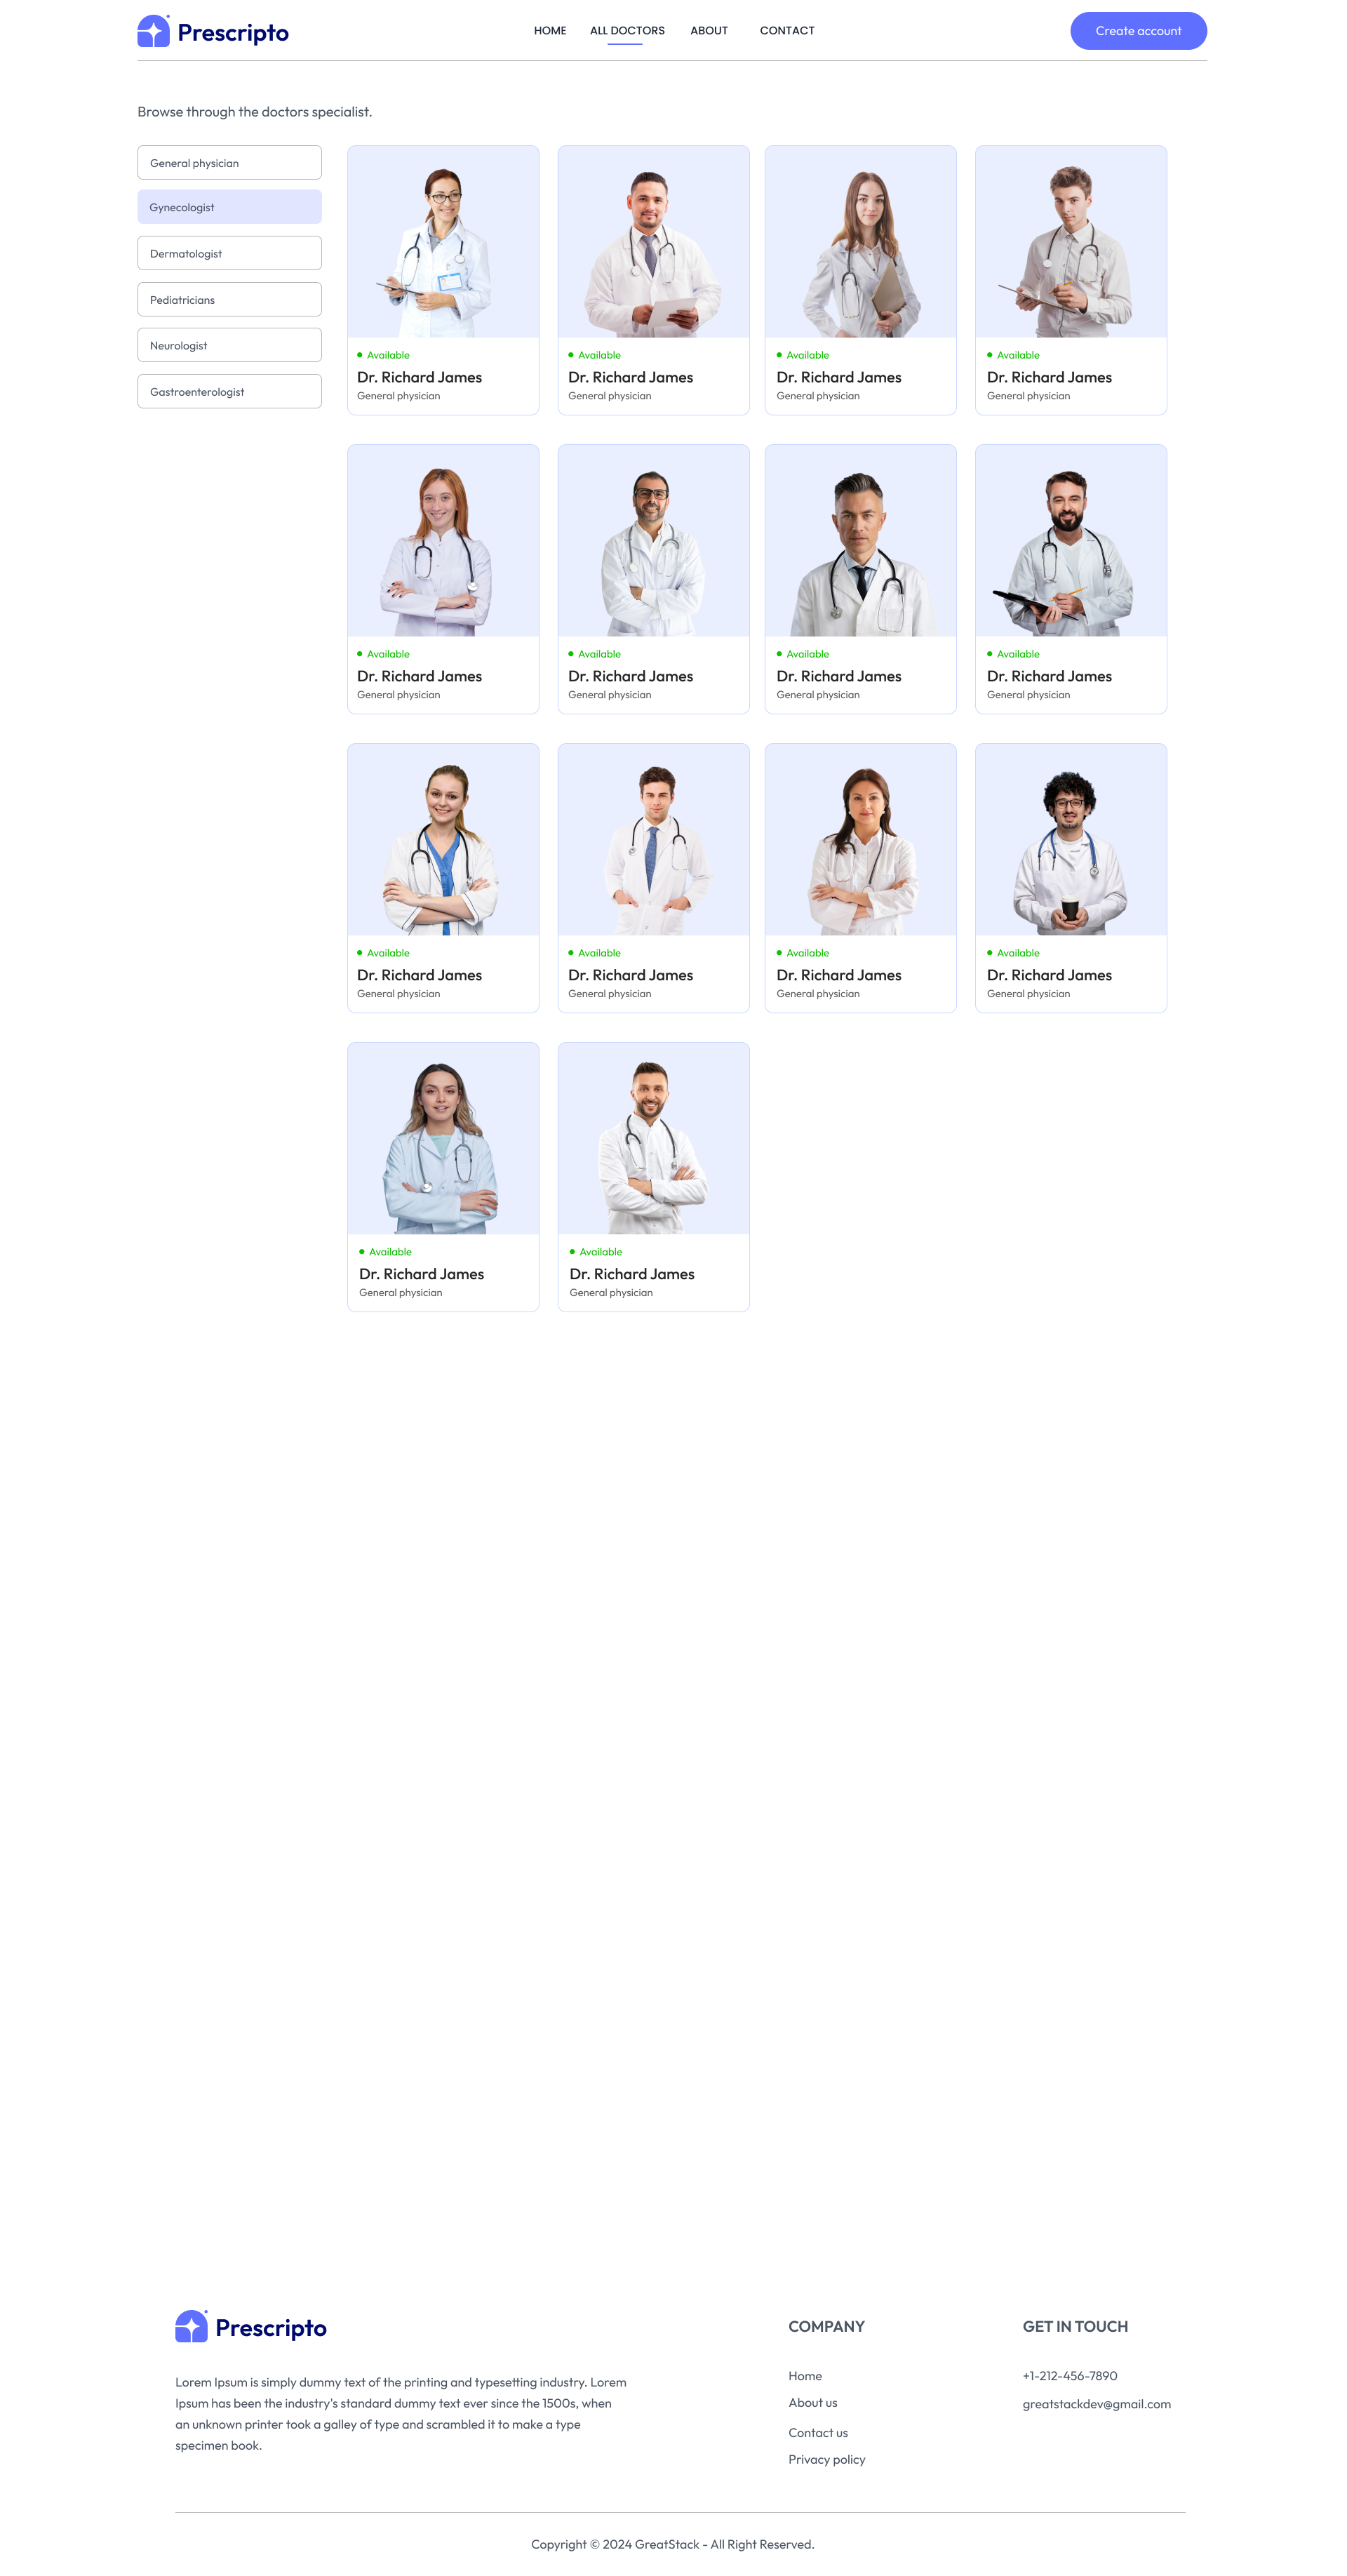 Prescripto
HOME
ALL DOCTORS
ABOUT
CONTACT
Create account
Browse through the doctors specialist.
General physician
Gynecologist
Dermatologist
Pediatricians
Neurologist
Gastroenterologist
Available
Dr. Richard James
General physician
Available
Dr. Richard James
General physician
Available
Dr. Richard James
General physician
Available
Dr. Richard James
General physician
Available
Dr. Richard James
General physician
Available
Dr. Richard James
General physician
Available
Dr. Richard James
General physician
Available
Dr. Richard James
General physician
Available
Dr. Richard James
General physician
Available
Dr. Richard James
General physician
Available
Dr. Richard James
General physician
Available
Dr. Richard James
General physician
Available
Dr. Richard James
General physician
Available
Dr. Richard James
General physician
Prescripto
Lorem Ipsum is simply dummy text of the printing and typesetting industry. Lorem
Ipsum has been the industry's standard dummy text ever since the 1500s, when
an unknown printer took a galley of type and scrambled it to make a type
specimen book.
COMPANY
Home
About us
Contact us
Privacy policy
GET IN TOUCH
+1-212-456-7890
greatstackdev@gmail.com
Copyright © 2024 GreatStack - All Right Reserved.